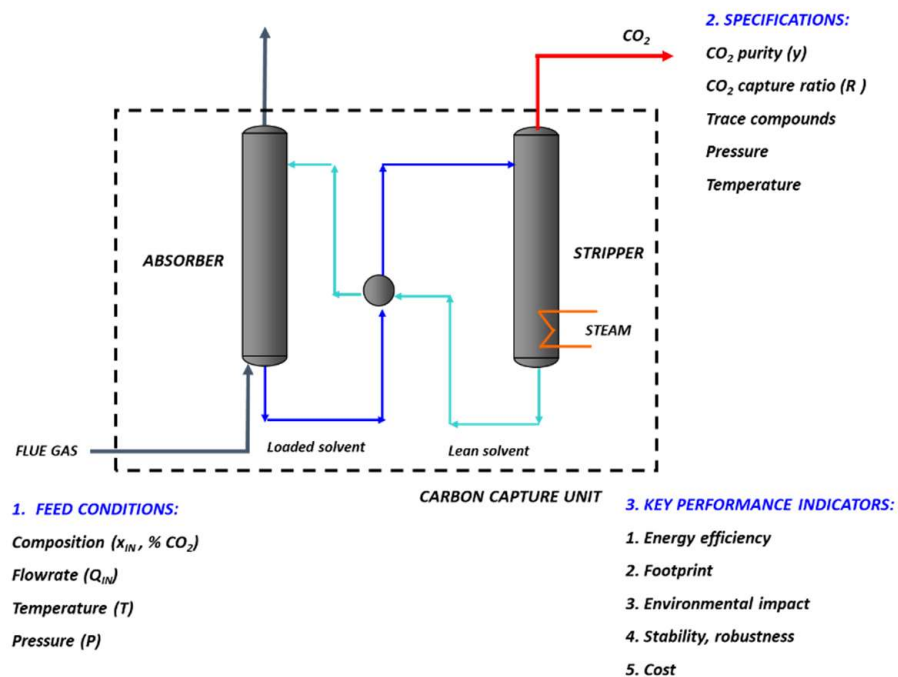 CO₂
2. SPECIFICATIONS:
CO₂ purity (y)
CO₂ capture ratio (R )
Trace compounds
Pressure
Temperature
ABSORBER
STRIPPER
STEAM
FLUE GAS
Loaded solvent
Lean solvent
CARBON CAPTURE UNIT
1. FEED CONDITIONS:
Composition (xIN , % CO₂)
Flowrate (QIN)
Temperature (T)
Pressure (P)
3. KEY PERFORMANCE INDICATORS:
1. Energy efficiency
2. Footprint
3. Environmental impact
4. Stability, robustness
5. Cost